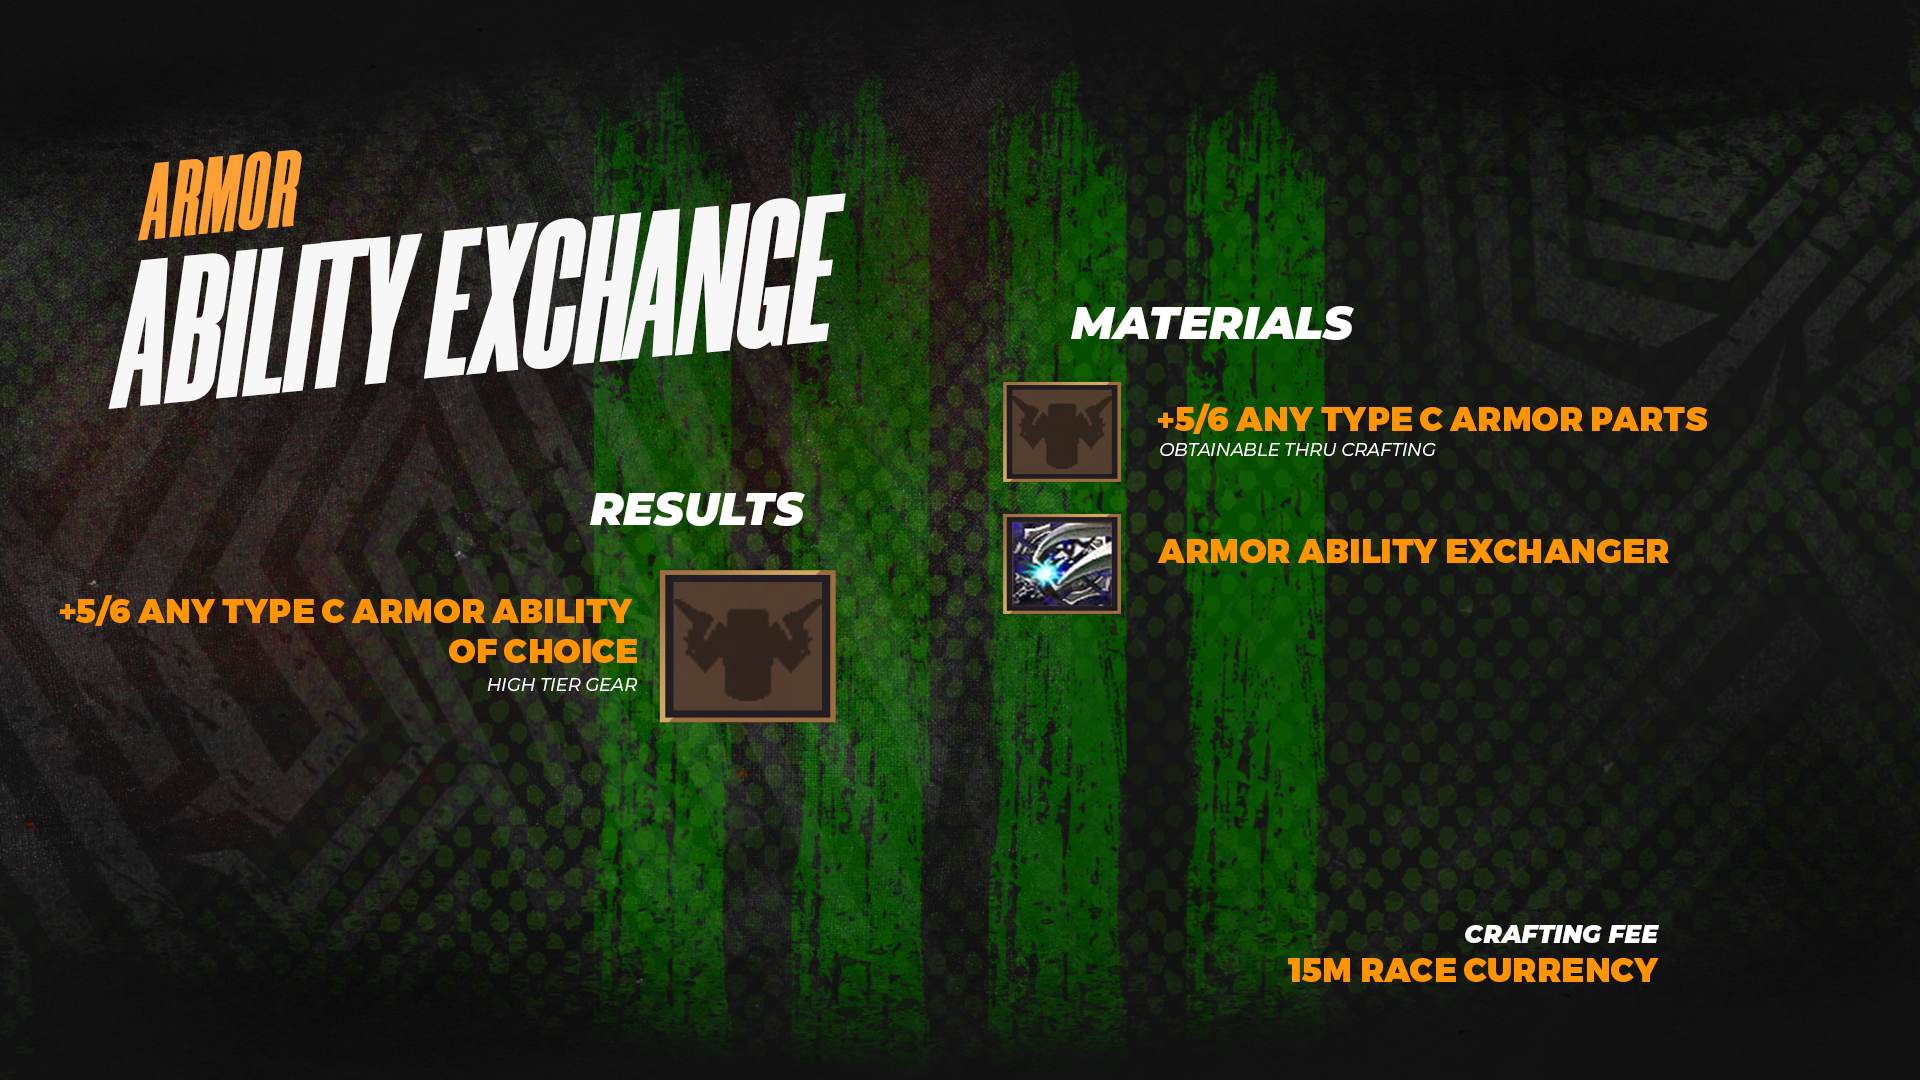 ARMOR
ABILITY EXCHANGE
RESULTS
+5/6 ANY TYPE C ARMOR ABILITY
OF CHOICE
HIGH TIER GEAR
MATERIALS
+5/6 ANY TYPE C ARMOR PARTS
OBTAINABLE THRU CRAFTING
ARMOR ABILITY EXCHANGER
CRAFTING FEE
15M RACE CURRENCY